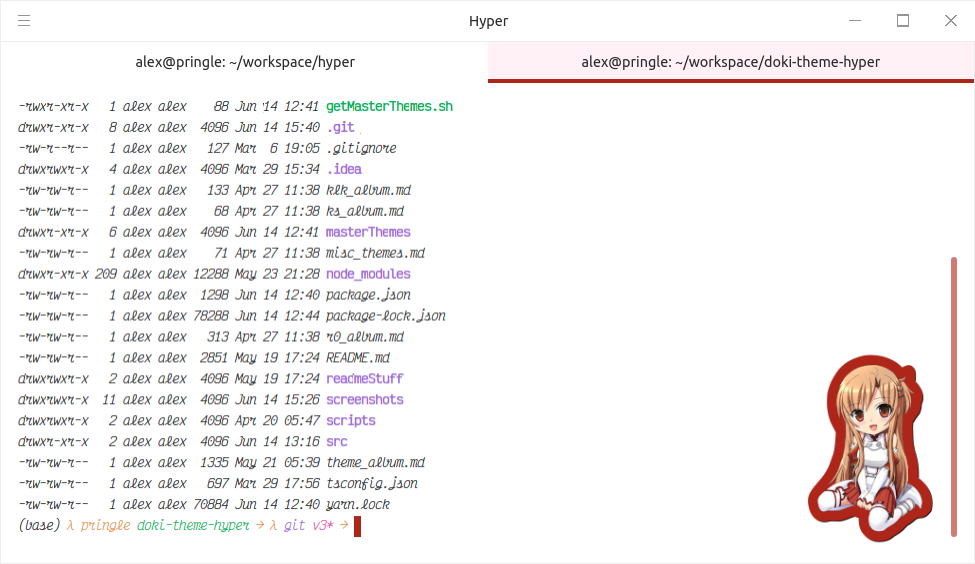 Hyper
alex@pringle: ~/workspace/hyper
alex@pringle: ~/workspace/doki-theme-hyper
-rwxr-xr-x 1 alex alex 88 Jun 14 12:41 getMasterThemes.sh
drwxr-xr-x 8 alex alex 4096 Jun 14 15:40 .git
-rw-r--r-- 1 alex alex 127 Mar 6 19:05 .gitignore
drwxrwxr-x 4 alex alex 4096 Mar 29 15:34 .idea
-rw-rw-r-- 1 alex alex 133 Apr 27 11:38 klk_album.md
-rw-rw-r-- 1 alex alex 68 Apr 27 11:38 ks_album.md
drwxr-xr-x 6 alex alex 4096 Jun 14 12:41 masterThemes
-rw-rw-r-- 1 alex alex 71 Apr 27 11:38 misc_themes.md
drwxr-xr-x 209 alex alex 12288 May 23 21:28 node_modules
-rw-rw-r-- 1 alex alex 1298 Jun 14 12:40 package.json
-rw-rw-r-- 1 alex alex 78288 Jun 14 12:44 package-lock.json
-rw-rw-r-- 1 alex alex 313 Apr 27 11:38 r0_album.md
-rw-rw-r-- 1 alex alex 2851 May 19 17:24 README.md
drwxrwxr-x 2 alex alex 4096 May 19 17:24 readmeStuff
drwxrwxr-x 11 alex alex 4096 Jun 14 15:26 screenshots
drwxrwxr-x 2 alex alex 4096 Apr 20 05:47 scripts
drwxr-xr-x 2 alex alex 4096 Jun 14 13:16 src
-rw-rw-r-- 1 alex alex 1335 May 21 05:39 theme_album.md
-rw-rw-r-- 1 alex alex 697 Mar 29 17:56 tsconfig.json
-rw-rw-r-- 1 alex alex 70884 Jun 14 12:40 yarn.lock
(base) λ pringle doki-theme-hyper → λ git v3* →